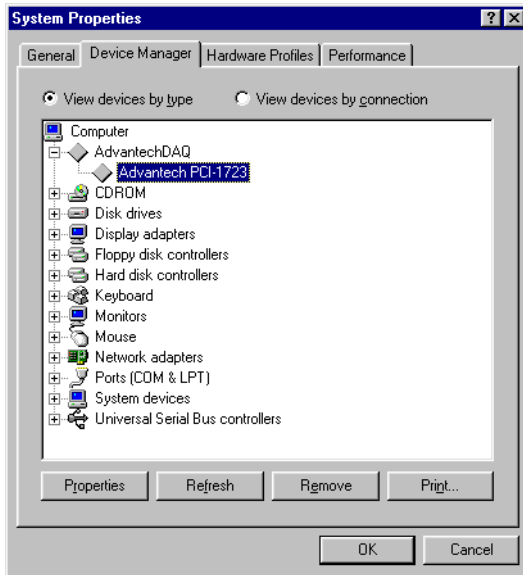 System Properties
General Device Manager Hardware Profiles Performance
View devices by type View devices by connection
Computer
AdvantechDAQ
Advantech PCI-1723
CDROM
Disk drives
Display adapters
Floppy disk controllers
Hard disk controllers
Keyboard
Monitors
Mouse
Network adapters
Ports (COM & LPT)
System devices
Universal Serial Bus controllers
Properties Refresh Remove Print...
OK Cancel